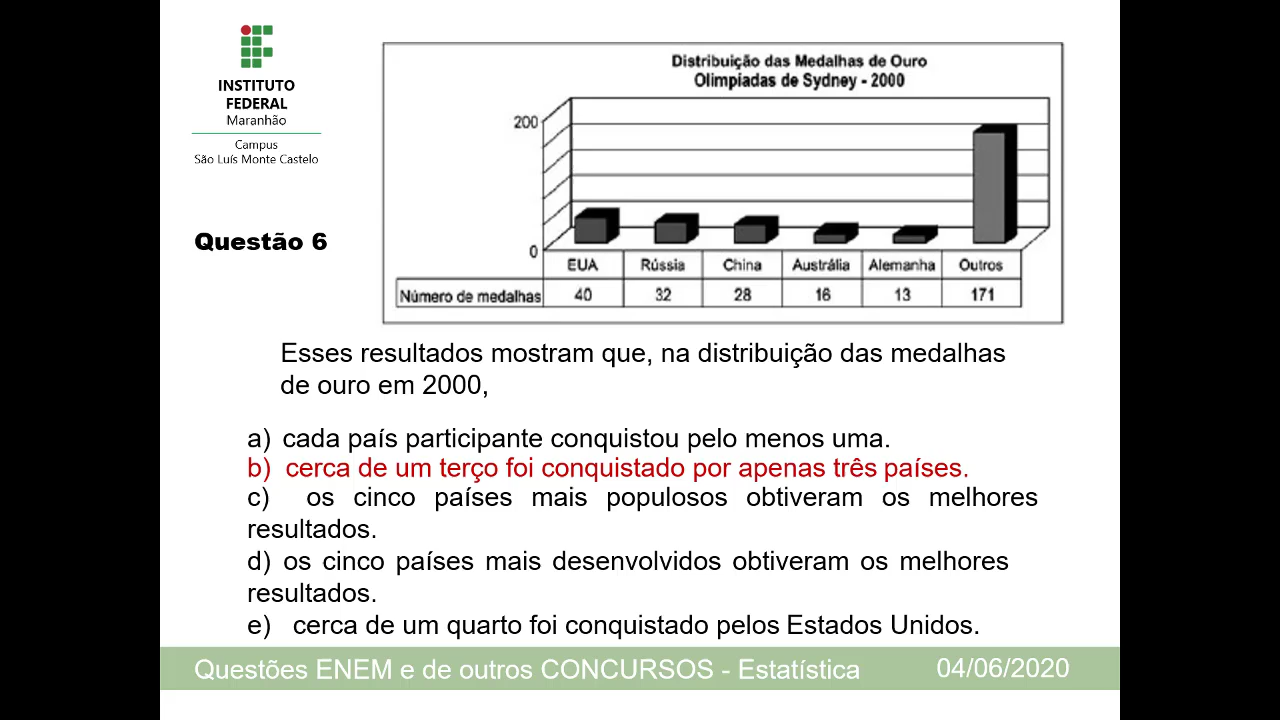 INSTITUTO
FEDERAL
Maranhão
Campus
São Luís Monte Castelo
Distribuição das Medalhas de Ouro
Olimpiadas de Sydney - 2000
200
0
EUA Rússia China Austrália Alemanha Outros
Número de medalhas 40 32 28 16 13 171
Questão 6
Esses resultados mostram que, na distribuição das medalhas
de ouro em 2000,
a) cada país participante conquistou pelo menos uma.
b) cerca de um terço foi conquistado por apenas três países.
c) os cinco países mais populosos obtiveram os melhores
resultados.
d) os cinco países mais desenvolvidos obtiveram os melhores
resultados.
e) cerca de um quarto foi conquistado pelos Estados Unidos.
Questões ENEM e de outros CONCURSOS - Estatística 04/06/2020